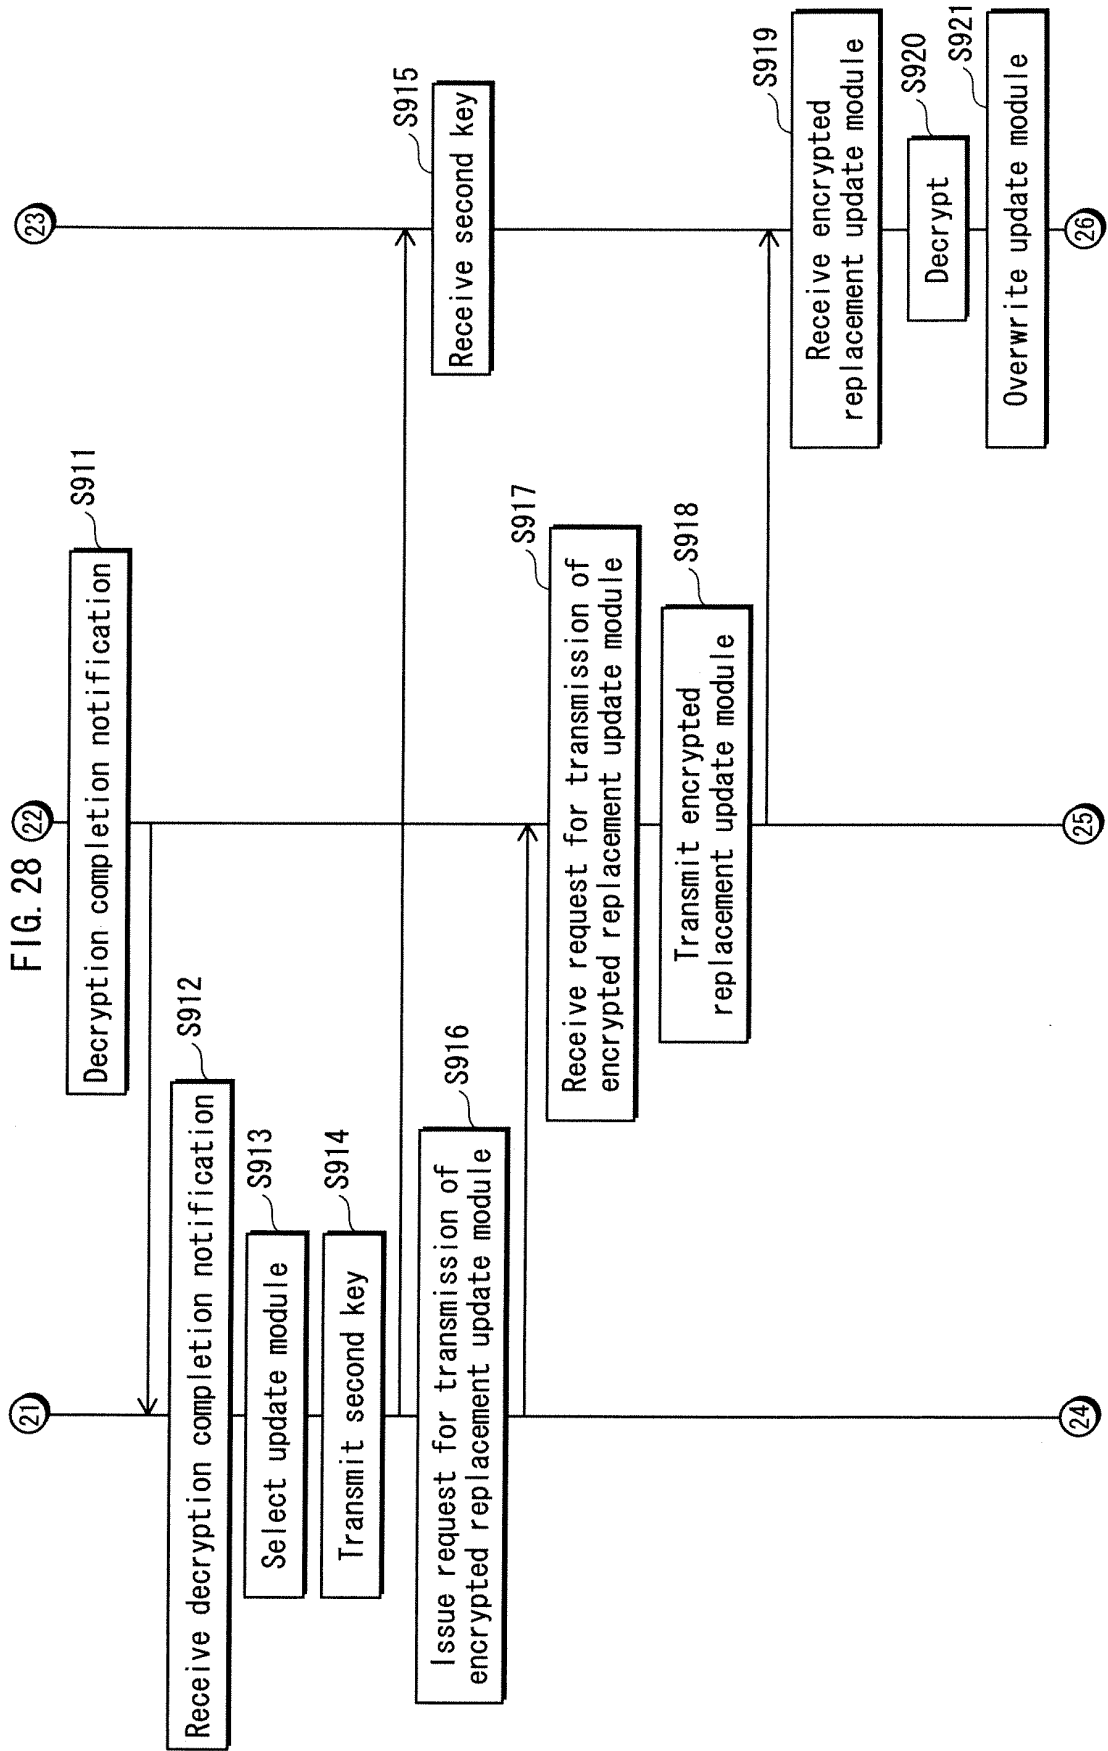 FIG. 28
21
22
23
Decryption completion notification
S911
Receive decryption completion notification
S912
Select update module
S913
Transmit second key
S914
Receive second key
S915
Issue request for transmission of
encrypted replacement update module
S916
Receive request for transmission of
encrypted replacement update module
S917
Transmit encrypted
replacement update module
S918
Receive encrypted
replacement update module
S919
Decrypt
S920
Overwrite update module
S921
24
25
26